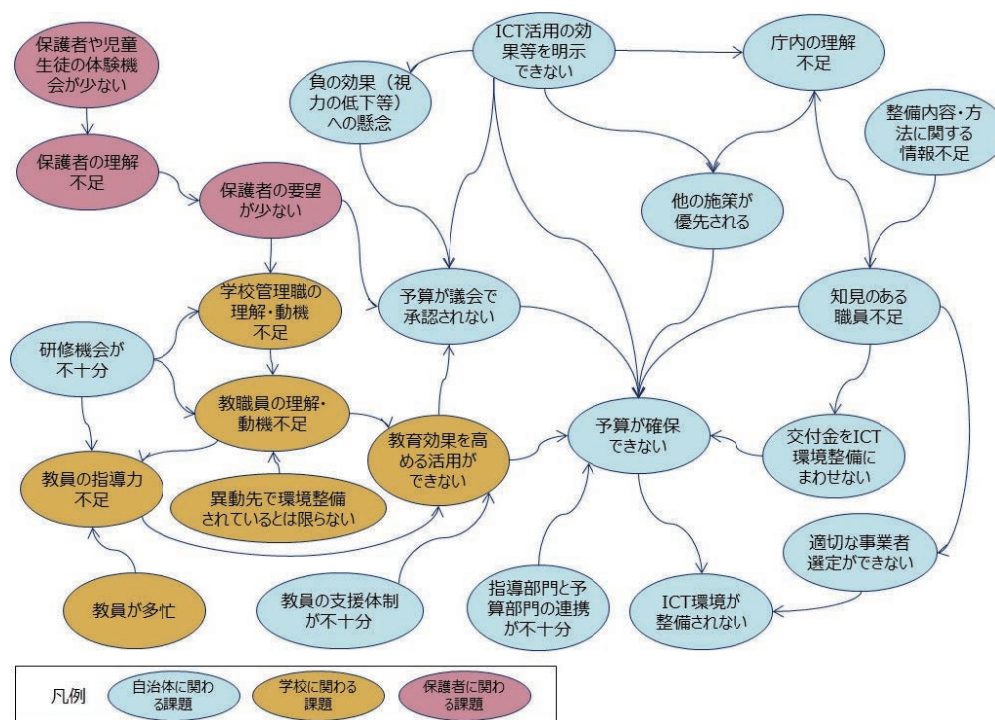 保護者や児童
生徒の体験機
会が少ない
ICT活用の効
果等を明示
できない
庁内の理解
不足
負の効果（視
力の低下等）
への懸念
整備内容・方
法に関する
情報不足
保護者の理解
不足
保護者の要望
が少ない
他の施策が
優先される
学校管理職の
理解・動機
不足
予算が議会で
承認されない
知見のある
職員不足
研修機会が
不十分
教職員の理解・
動機不足
教育効果を高
める活用が
できない
予算が確保
できない
交付金をICT
環境整備に
まわせない
教員の指導力
不足
異動先で環境整備
されているとは限らない
適切な事業者
選定ができない
教員が多忙
教員の支援体制
が不十分
指導部門と予
算部門の連携
が不十分
ICT環境が
整備されない
凡例
自治体に関わ
る課題
学校に関わる
課題
保護者に関わ
る課題